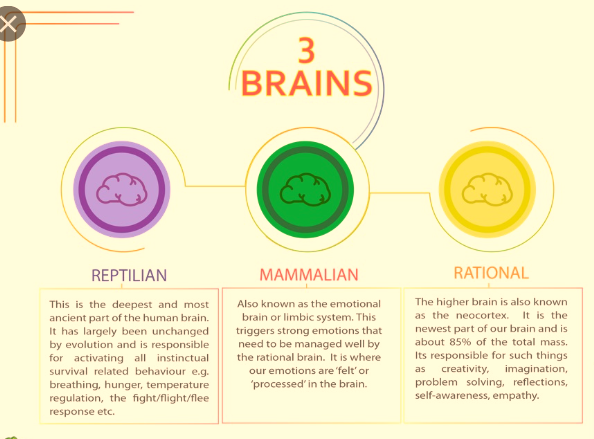 3
BRAINS
REPTILIAN
This is the deepest and most
ancient part of the human brain.
It has largely been unchanged
by evolution and is responsible
for activating all instinctual
survival related behaviour e.g.
breathing, hunger, temperature
regulation, the fight/flight/flee
response etc.
MAMMALIAN
Also known as the emotional
brain or limbic system. This
triggers strong emotions that
need to be managed well by
the rational brain. It is where
our emotions are 'felt' or
'processed' in the brain.
RATIONAL
The higher brain is also known
as the neocortex. It is the
newest part of our brain and is
about 85% of the total mass.
Its responsible for such things
as creativity, imagination,
problem solving, reflections,
self-awareness, empathy.